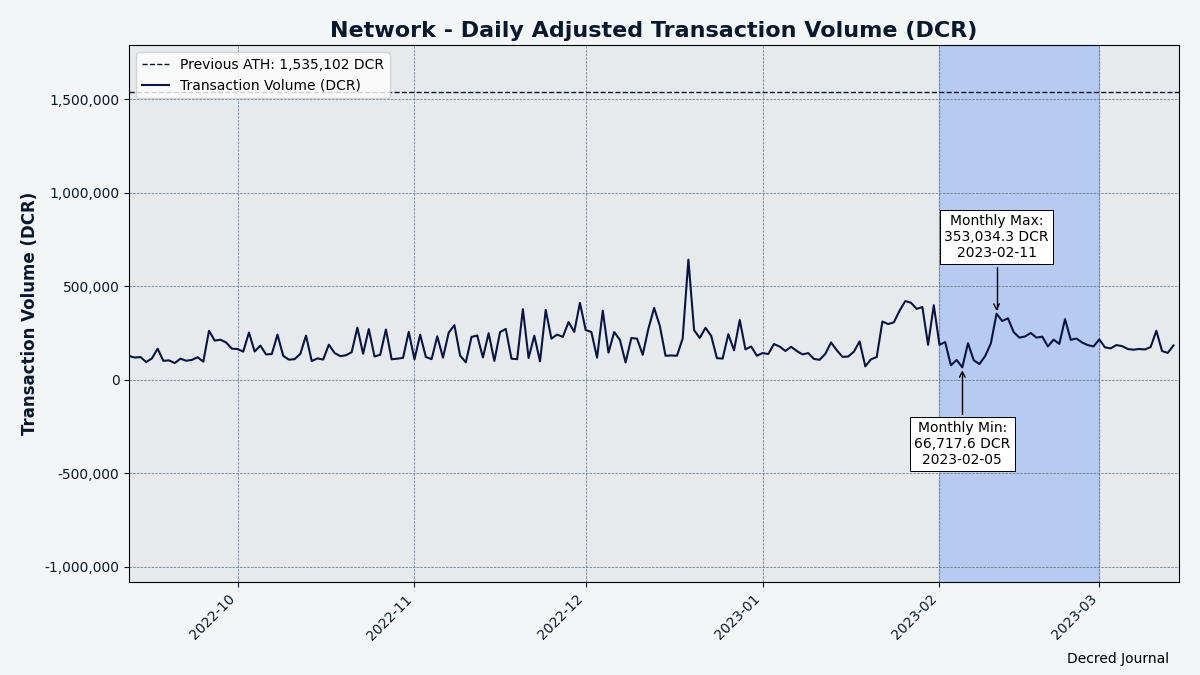 Network - Daily Adjusted Transaction Volume (DCR)
Previous ATH: 1,535,102 DCR
Transaction Volume (DCR)
Transaction Volume (DCR)
1,500,000
1,000,000
500,000
0
-500,000
-1,000,000
Monthly Max:
353,034.3 DCR
2023-02-11
Monthly Min:
66,717.6 DCR
2023-02-05
2022-10
2022-11
2022-12
2023-01
2023-02
2023-03
Decred Journal